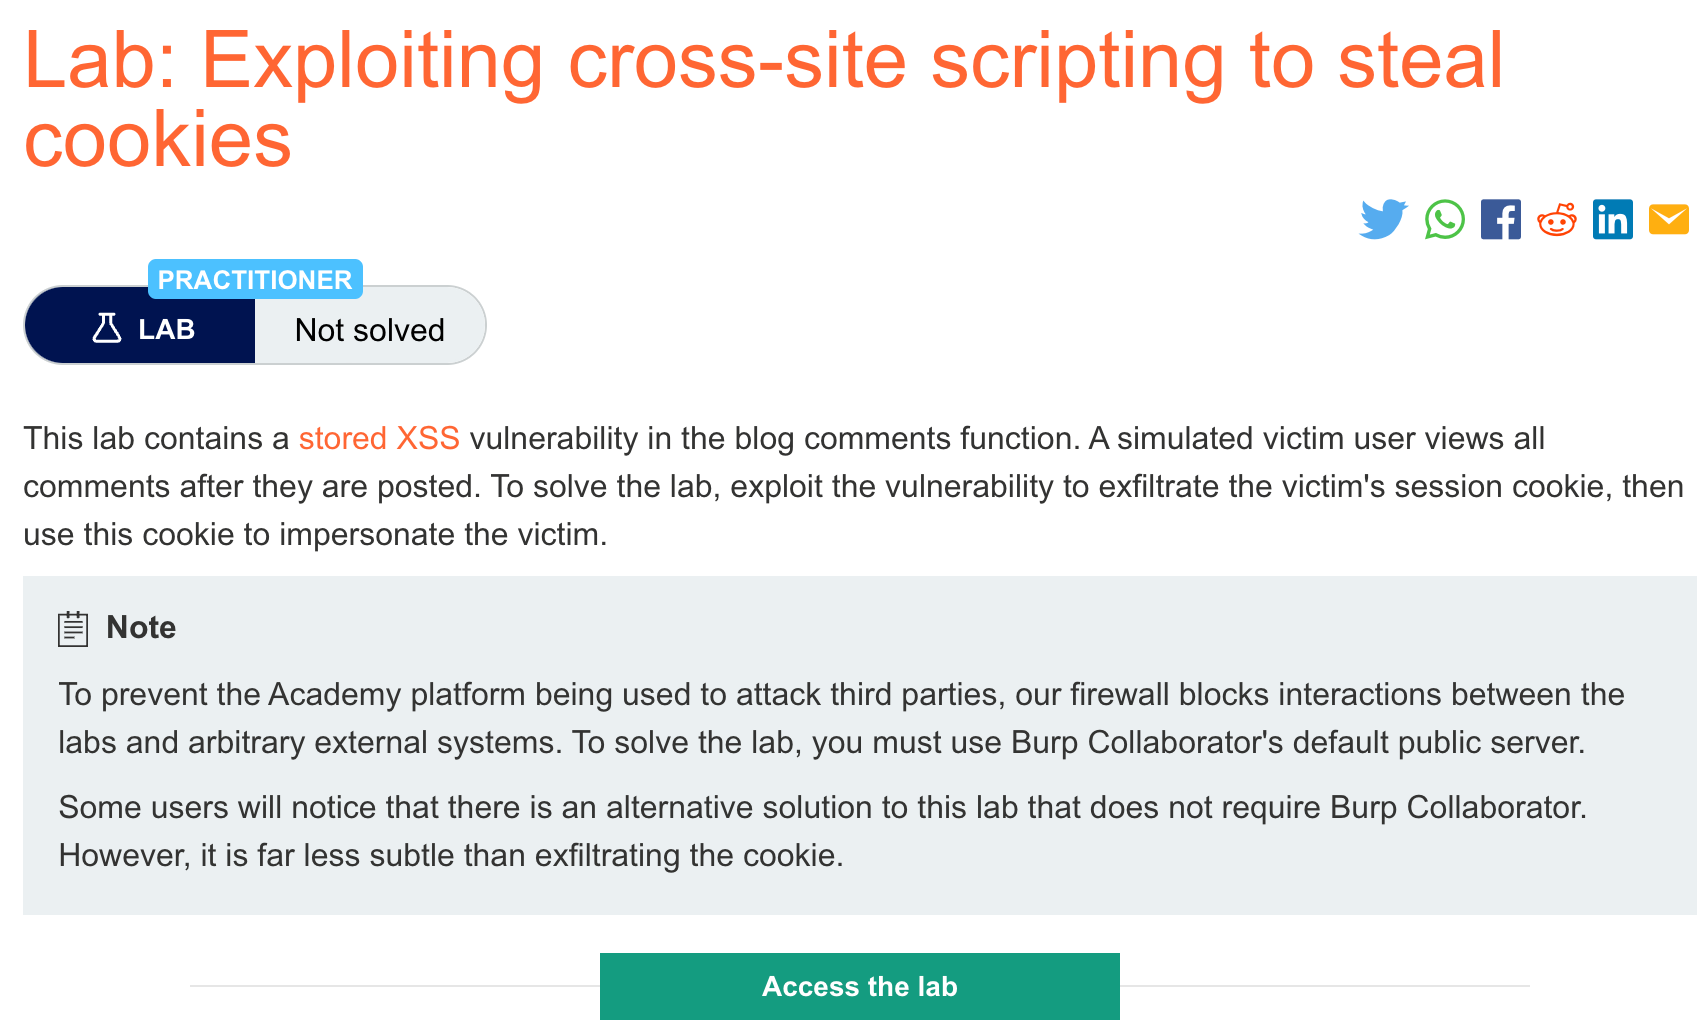 Lab: Exploiting cross-site scripting to steal
cookies
PRACTITIONER
LAB
Not solved
This lab contains a stored XSS vulnerability in the blog comments function. A simulated victim user views all
comments after they are posted. To solve the lab, exploit the vulnerability to exfiltrate the victim's session cookie, then
use this cookie to impersonate the victim.
Note
To prevent the Academy platform being used to attack third parties, our firewall blocks interactions between the
labs and arbitrary external systems. To solve the lab, you must use Burp Collaborator's default public server.
Some users will notice that there is an alternative solution to this lab that does not require Burp Collaborator.
However, it is far less subtle than exfiltrating the cookie.
Access the lab